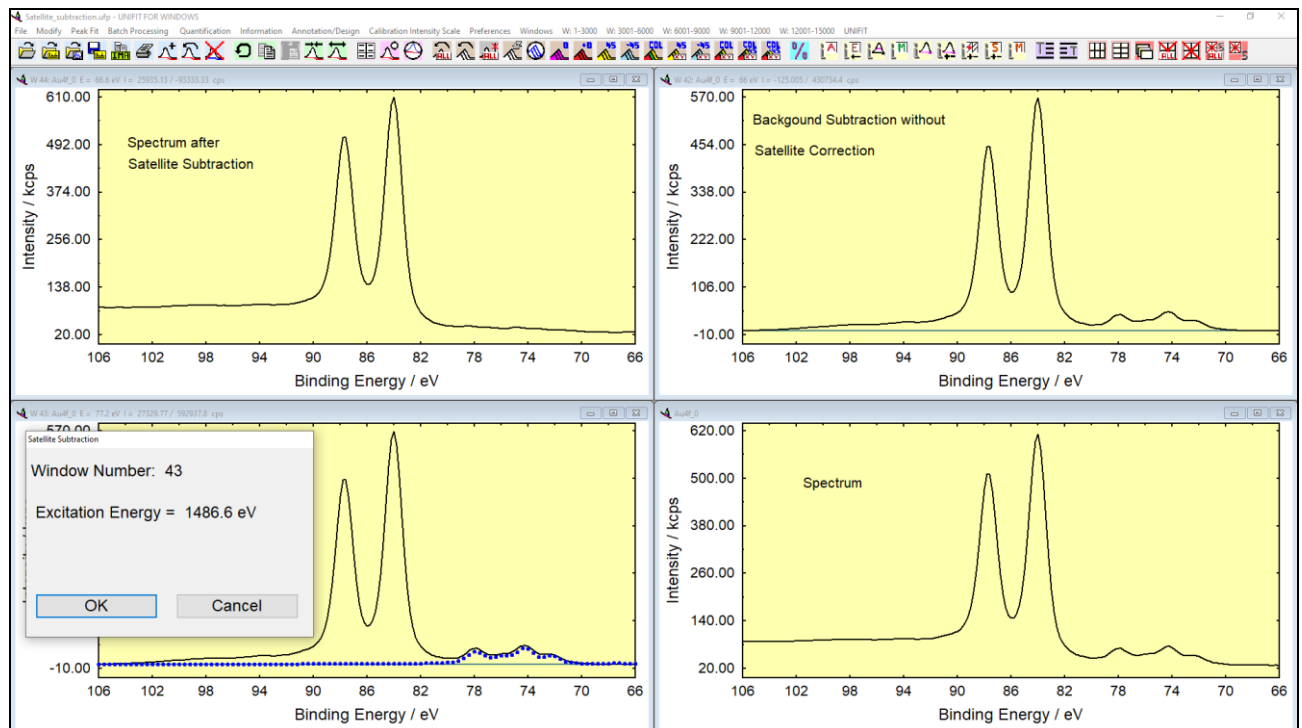 Satellite_subtraction.ufp - UNIFIT FOR WINDOWS
File Modify Peak Fit Batch Processing Quantification Information Annotation/Design Calibration Intensity Scale Preferences Windows W: 1-3000 W: 3001-6000 W: 6001-9000 W: 9001-12000 W: 12001-15000 UNIFIT
W 44: Au4f_0 E = 66.6 eV I = 25935.13 / -93333.33 cps
610.00
492.00
374.00
256.00
138.00
20.00
Intensity / kcps
Spectrum after
Satellite Subtraction
106 102 98 94 90 86 82 78 74 70 66
Binding Energy / eV
W 42: Au4f_0 E = 66 eV I = -125.005 / 430734.4 cps
570.00
454.00
338.00
222.00
106.00
-10.00
Intensity / kcps
Backgound Subtraction without
Satellite Correction
106 102 98 94 90 86 82 78 74 70 66
Binding Energy / eV
W 43: Au4f_0 E = 77.2 eV I = 27329.77 / 592937.8 cps
Satellite Subtraction
Window Number: 43
Excitation Energy = 1486.6 eV
OK Cancel
-10.00
106 102 98 94 90 86 82 78 74 70 66
Binding Energy / eV
Au4f_0
620.00
500.00
380.00
260.00
140.00
20.00
Intensity / kcps
Spectrum
106 102 98 94 90 86 82 78 74 70 66
Binding Energy / eV